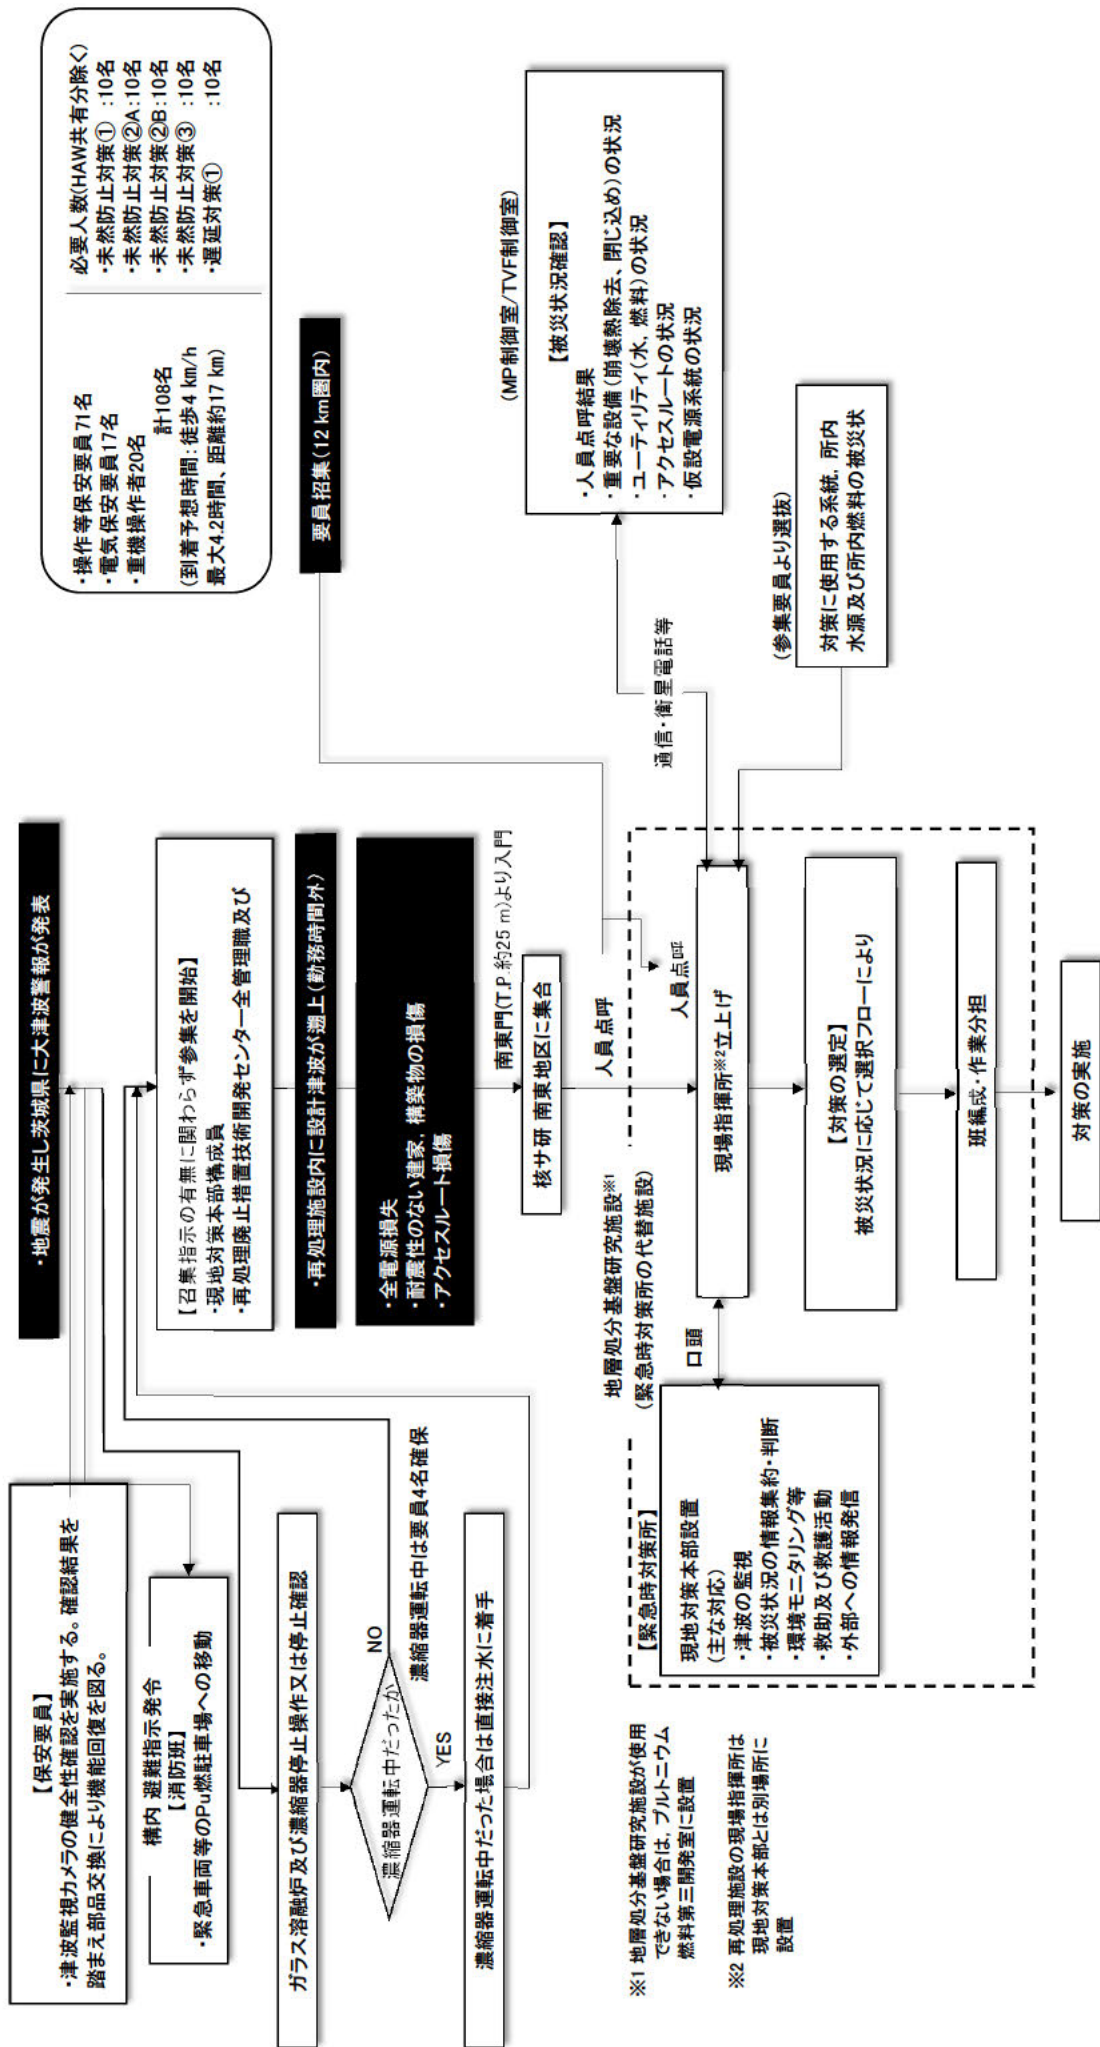 ・地震が発生し茨城県に大津波警報が発表
【保安要員】
・津波監視カメラの健全性確認を実施する。確認結果を
踏まえ部品交換により機能回復を図る。
構内 避難指示発令
【消防班】
・緊急車両等のPu燃駐車場への移動
ガラス溶融炉及び濃縮器停止操作又は停止確認
濃縮器運転中だったか
NO
YES
濃縮器運転中は要員4名確保
濃縮器運転中だった場合は直接注水に着手
【召集指示の有無に関わらず参集を開始】
・現地対策本部構成員
・再処理廃止措置技術開発センター全管理職及び
・再処理施設内に設計津波が遡上(勤務時間外)
・全電源損失
・耐震性のない建家, 構築物の損傷
・アクセスルート損傷
南東門(T.P.約25 m)より入門
核サ研 南東地区に集合
人員点呼
・操作等保安要員71名
・電気保安要員17名
・重機操作者20名
計108名
(到着予想時間:徒歩4 km/h
最大4.2時間、距離約17 km)
必要人数(HAW共有分除く)
・未然防止対策① :10名
・未然防止対策②A:10名
・未然防止対策②B:10名
・未然防止対策③ :10名
・遅延対策① :10名
要員招集(12 km圏内)
人員点呼
地層処分基盤研究施設※1
(緊急時対策所の代替施設)
【緊急時対策所】
現地対策本部設置
(主な対応)
・津波の監視
・被災状況の情報集約・判断
・環境モニタリング等
・救助及び救護活動
・外部への情報発信
口頭
現場指揮所※2立上げ
通信・衛星電話等
(MP制御室/TVF制御室)
【被災状況確認】
・人員点呼結果
・重要な設備(崩壊熱除去、閉じ込め)の状況
・ユーティリティ(水, 燃料)の状況
・アクセスルートの状況
・仮設電源系統の状況
(参集要員より選抜)
対策に使用する系統, 所内
水源及び所内燃料の被災状
【対策の選定】
被災状況に応じて選択フローにより
班編成・作業分担
対策の実施
※1 地層処分基盤研究施設が使用
できない場合は, プルトニウム
燃料第三開発室に設置
※2 再処理施設の現場指揮所は
現地対策本部とは別場所に
設置